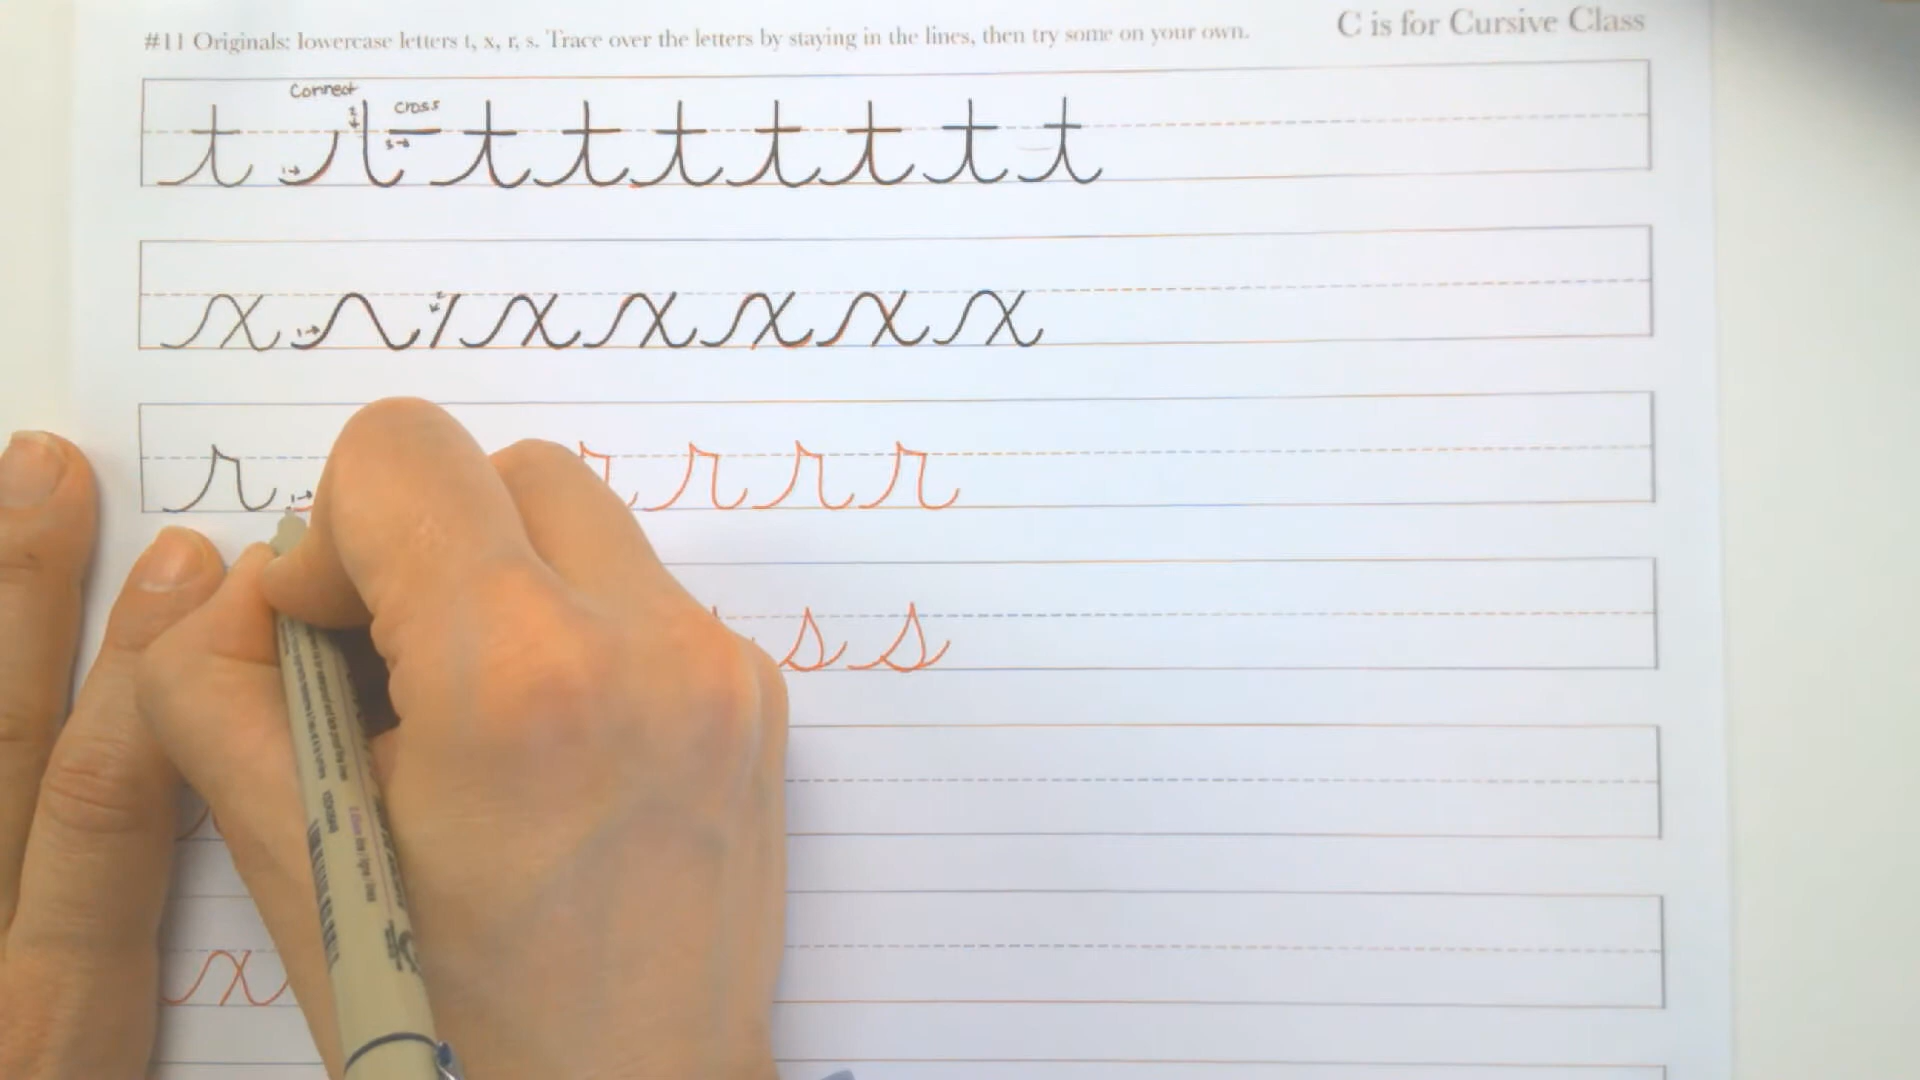 #11 Originals: lowercase letters t, x, r, s. Trace over the letters by staying in the lines, then try some on your own.
C is for Cursive Class
Connect
cross
t t t t t t t t
x x x x x x
r r r r r
s s
x